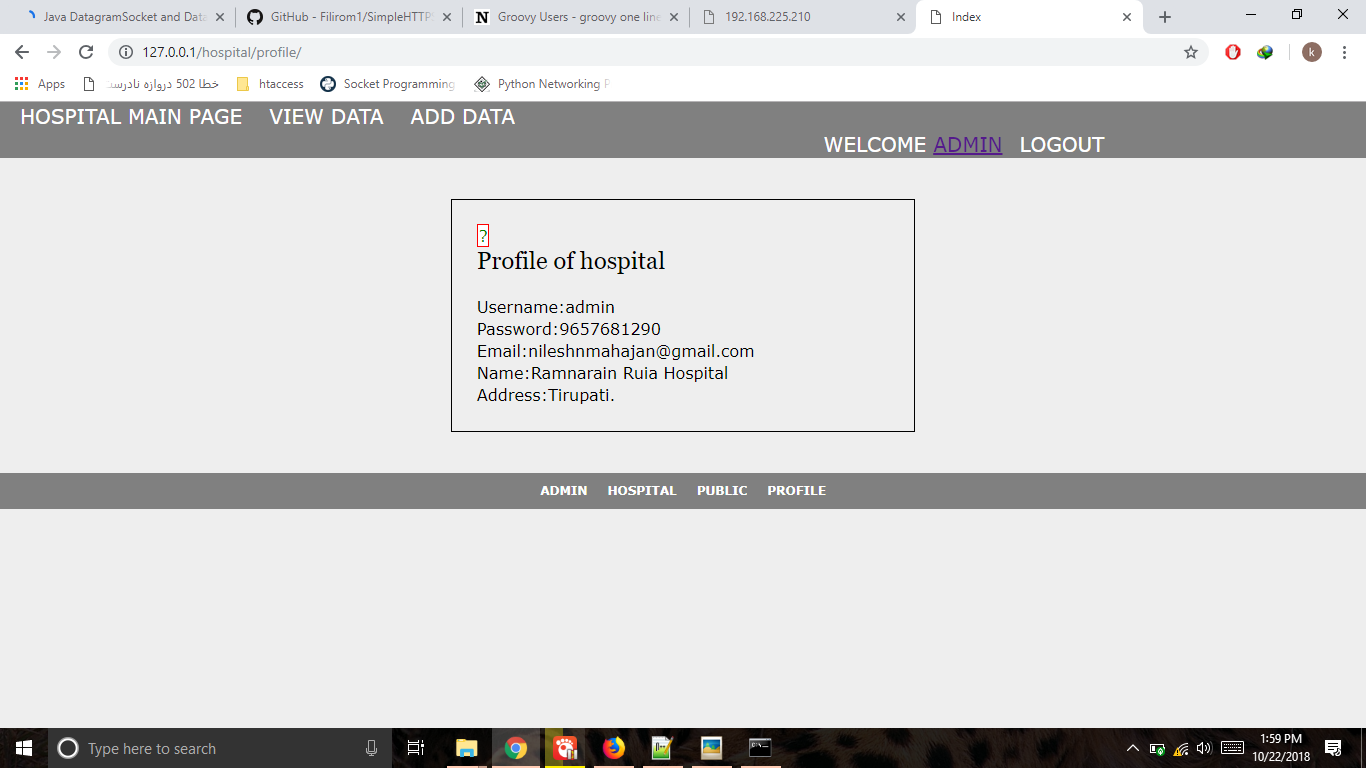 Java DatagramSocket and Data
GitHub - Filirom1/SimpleHTTPS
Groovy Users - groovy one line
192.168.225.210
Index
127.0.0.1/hospital/profile/
k
Apps
خطا 502 دروازه نادرست
htaccess
Socket Programming
Python Networking P
HOSPITAL MAIN PAGE VIEW DATA ADD DATA
WELCOME ADMIN LOGOUT
?
Profile of hospital
Username:admin
Password:9657681290
Email:nileshnmahajan@gmail.com
Name:Ramnarain Ruia Hospital
Address:Tirupati.
ADMIN HOSPITAL PUBLIC PROFILE
Type here to search
1:59 PM
10/22/2018